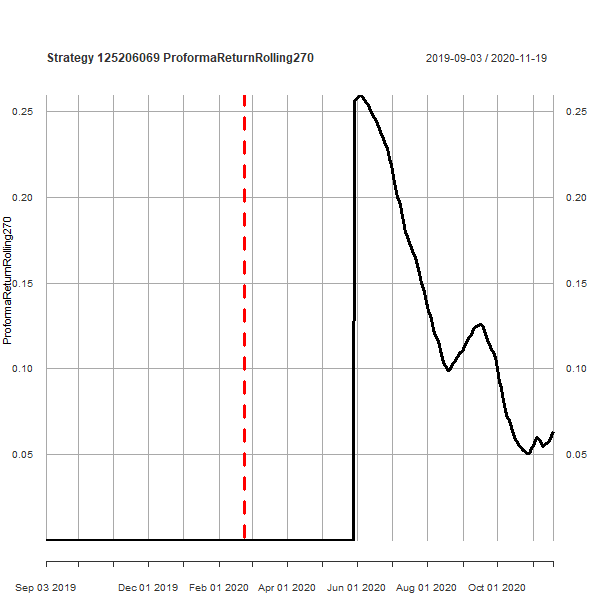 Strategy 125206069 ProformaReturnRolling270
2019-09-03 / 2020-11-19
ProformaReturnRolling270
0.25 0.25
0.20 0.20
0.15 0.15
0.10 0.10
0.05 0.05
Sep 03 2019 Dec 01 2019 Feb 01 2020 Apr 01 2020 Jun 01 2020 Aug 01 2020 Oct 01 2020